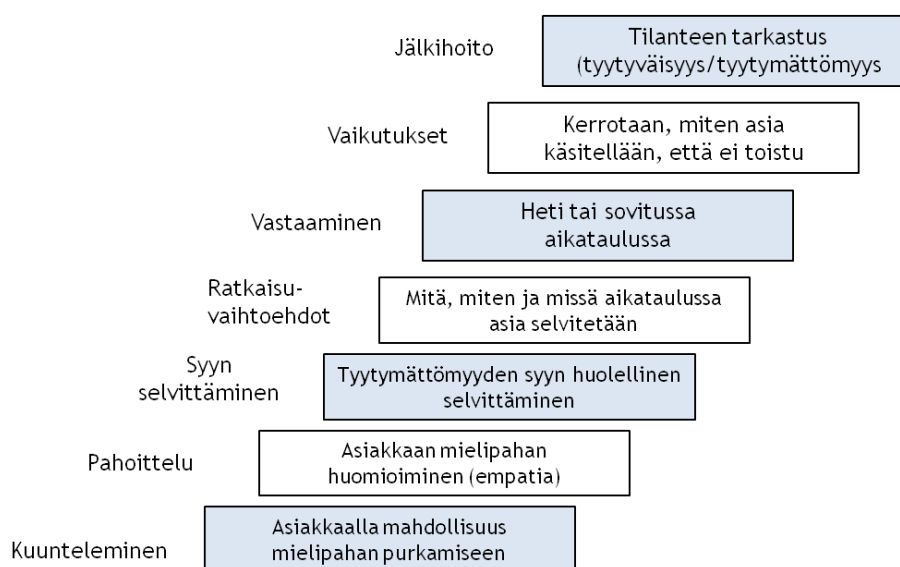 Jälkihoito
Tilanteen tarkastus
(tyytyväisyys/tyytymättömyys
Vaikutukset
Kerrotaan, miten asia
käsitellään, että ei toistu
Vastaaminen
Heti tai sovitussa
aikataulussa
Ratkaisu-
vaihtoehdot
Mitä, miten ja missä aikataulussa
asia selvitetään
Syyn
selvittäminen
Tyytymättömyyden syyn huolellinen
selvittäminen
Pahoittelu
Asiakkaan mielipahan
huomioiminen (empatia)
Kuunteleminen
Asiakkaalla mahdollisuus
mielipahan purkamiseen